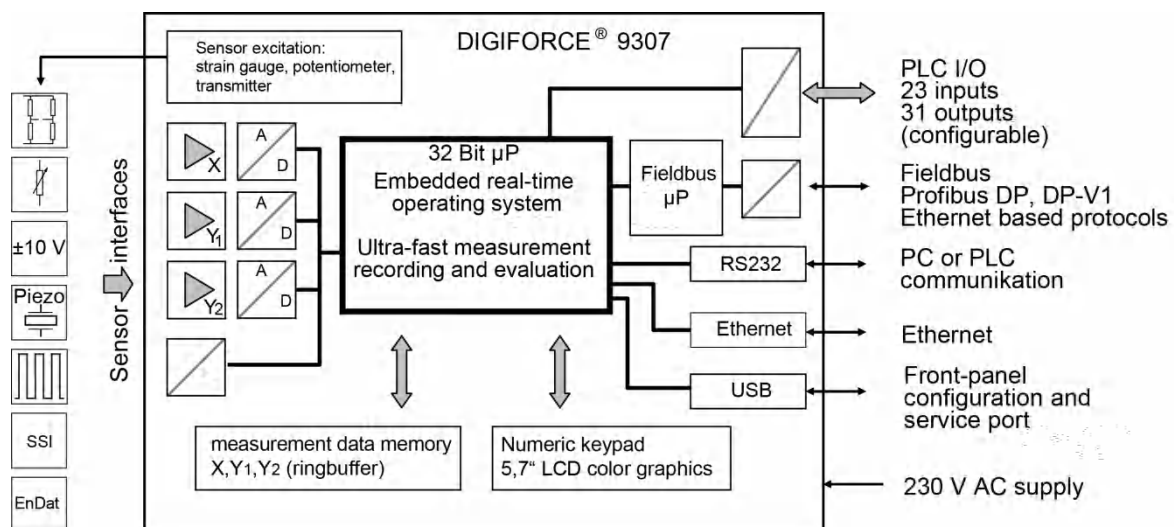 DIGIFORCE® 9307
Sensor excitation:
strain gauge, potentiometer,
transmitter
±10 V
Piezo
SSI
EnDat
Sensor interfaces
X
A
D
Y1
A
D
Y2
A
D
32 Bit µP
Embedded real-time
operating system
Ultra-fast measurement
recording and evaluation
Fieldbus
µP
RS232
Ethernet
USB
measurement data memory
X,Y1,Y2 (ringbuffer)
Numeric keypad
5,7“ LCD color graphics
PLC I/O
23 inputs
31 outputs
(configurable)
Fieldbus
Profibus DP, DP-V1
Ethernet based protocols
PC or PLC
communikation
Ethernet
Front-panel
configuration and
service port
230 V AC supply